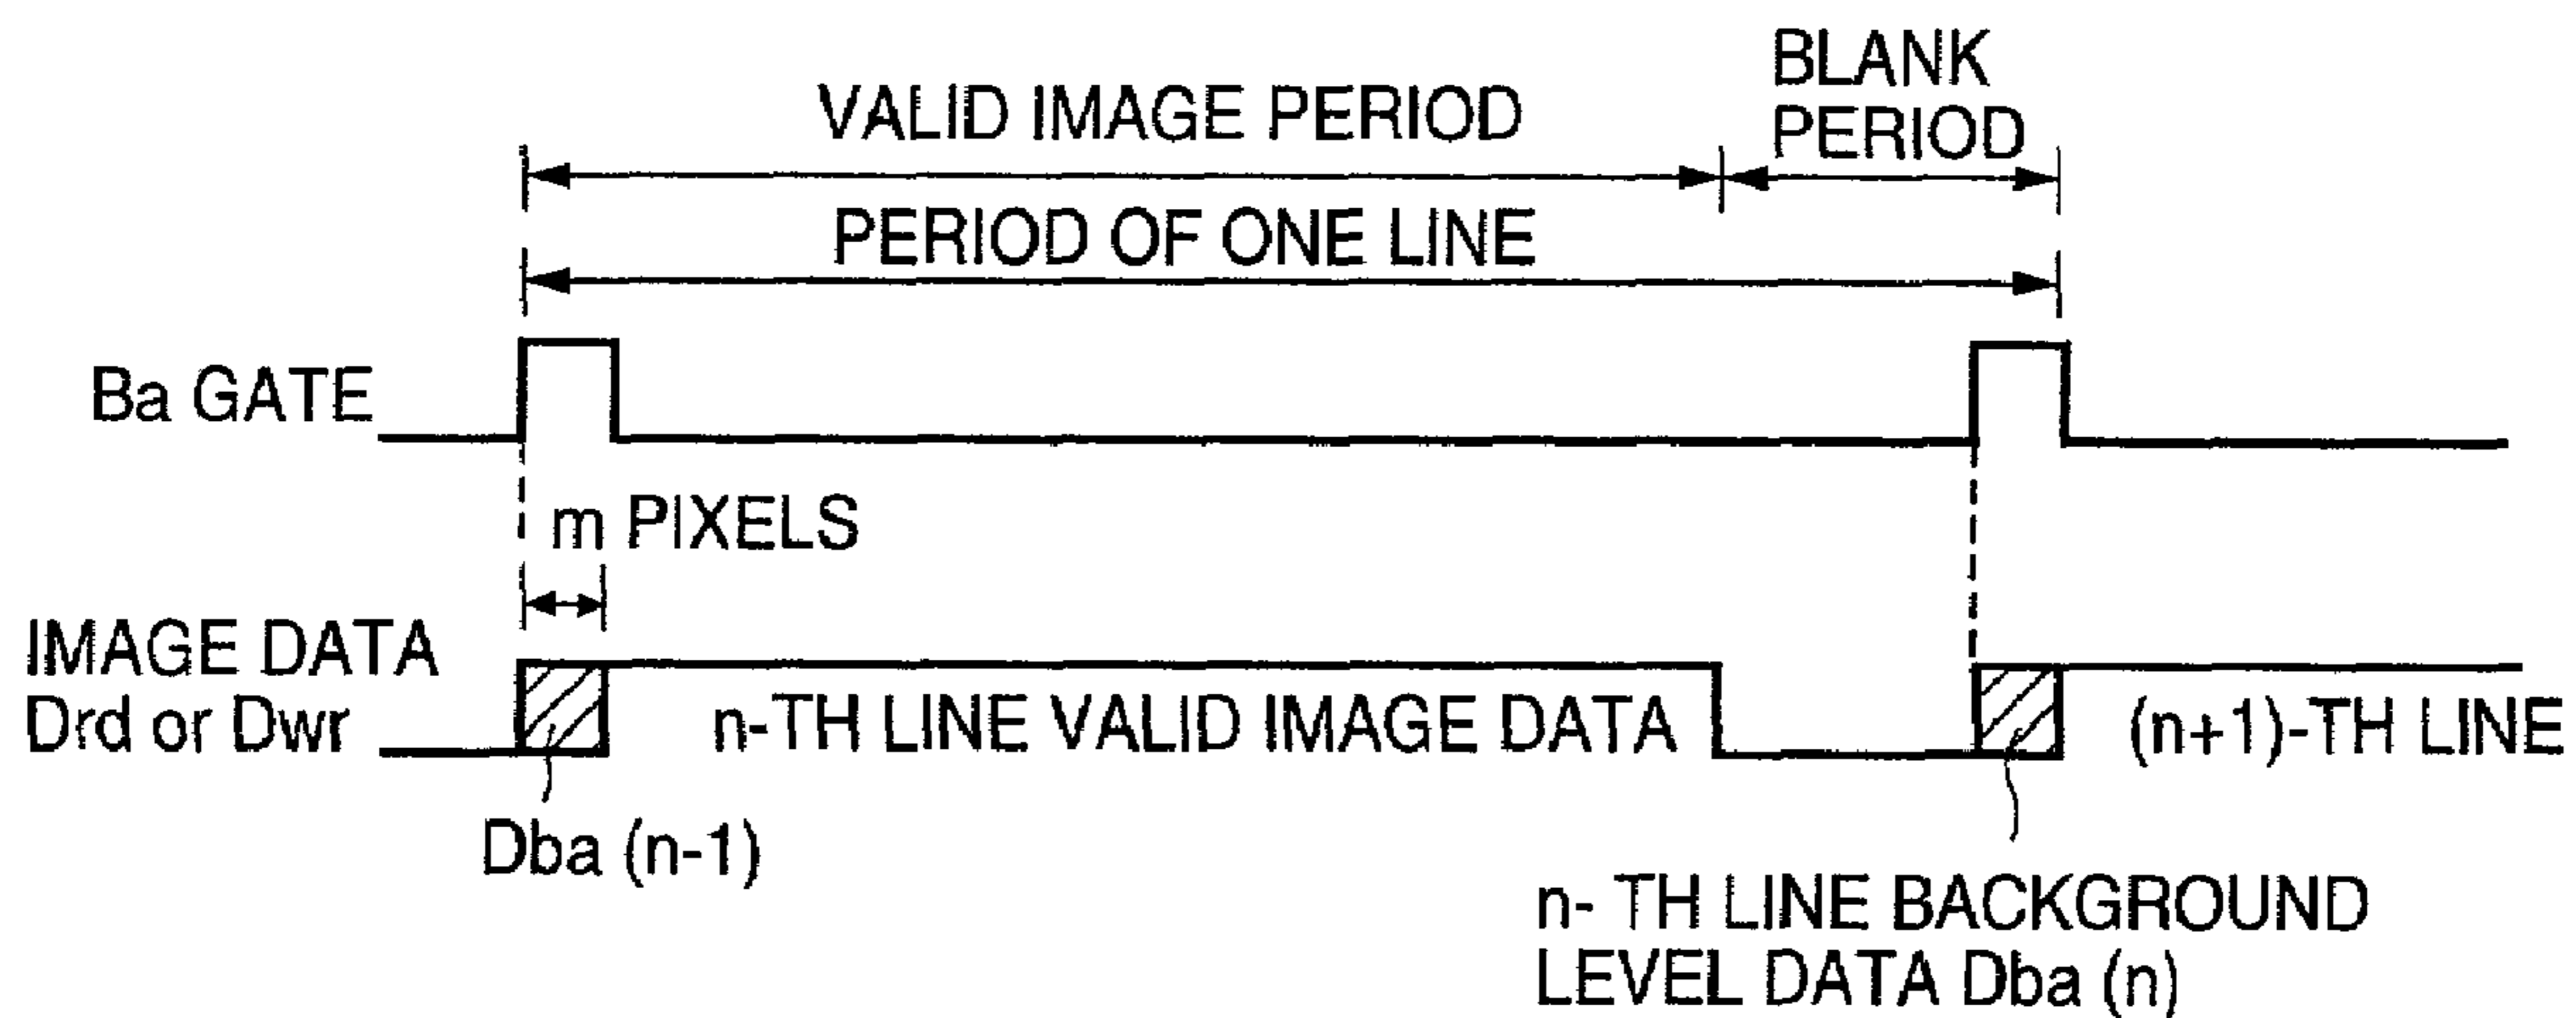 VALID IMAGE PERIOD
BLANK
PERIOD
PERIOD OF ONE LINE
Ba GATE
m PIXELS
IMAGE DATA
Drd or Dwr
n-TH LINE VALID IMAGE DATA
(n+1)-TH LINE
Dba (n-1)
n- TH LINE BACKGROUND
LEVEL DATA Dba (n)